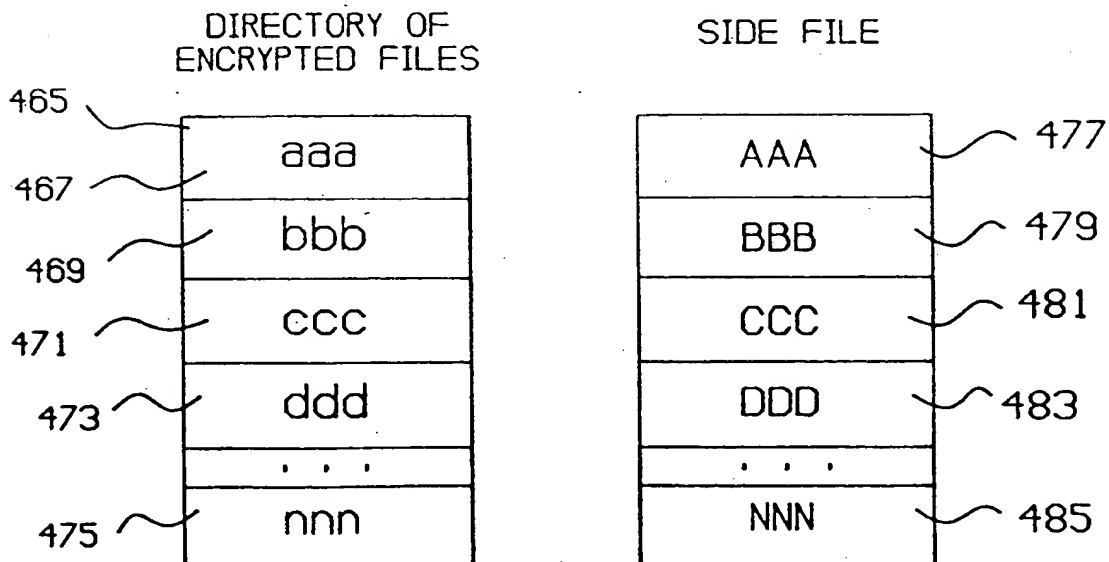 DIRECTORY OF
ENCRYPTED FILES
SIDE FILE
465
467
aaa
AAA
477
469
bbb
BBB
479
471
ccc
CCC
481
473
ddd
DDD
483
. . .
. . .
475
nnn
NNN
485